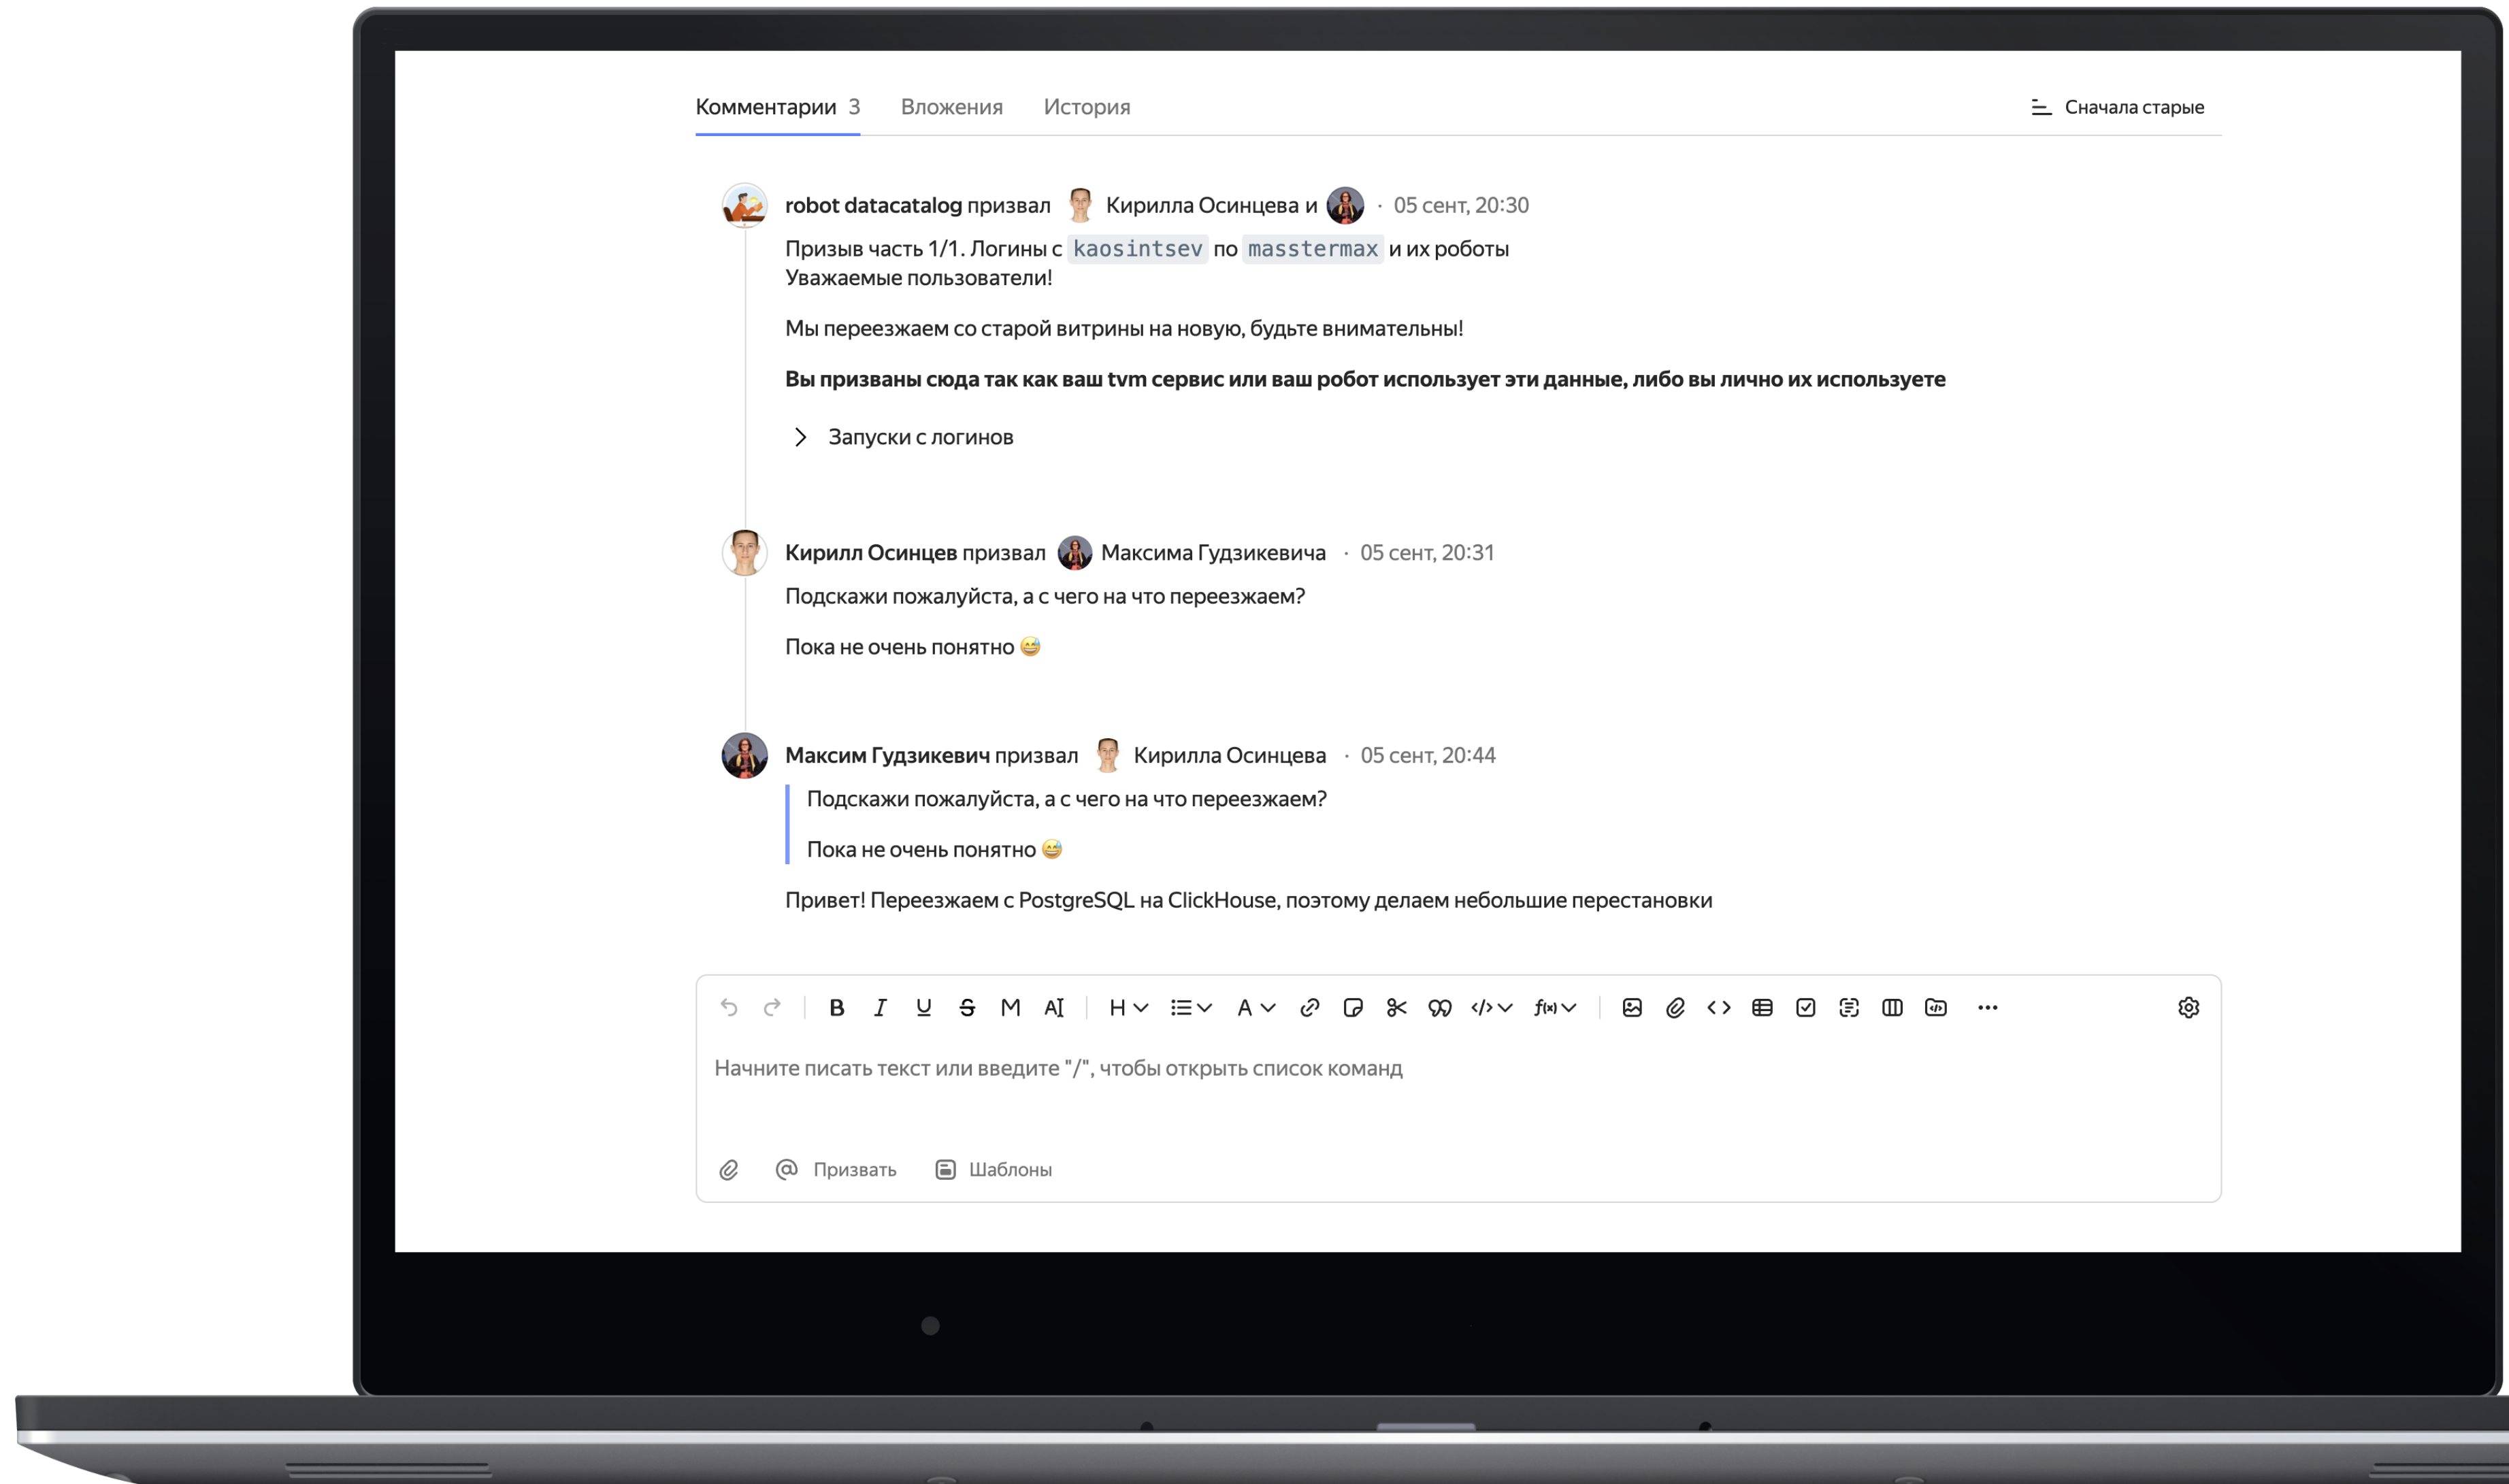 Комментарии 3 Вложения История Сначала старые
robot datacatalog призвал Кирилла Осинцева и · 05 сент, 20:30
Призыв часть 1/1. Логины с kaosintsev по masstermax и их роботы
Уважаемые пользователи!
Мы переезжаем со старой витрины на новую, будьте внимательны!
Вы призваны сюда так как ваш tvm сервис или ваш робот использует эти данные, либо вы лично их используете
Запуски с логинов
Кирилл Осинцев призвал Максима Гудзикевича · 05 сент, 20:31
Подскажи пожалуйста, а с чего на что переезжаем?
Пока не очень понятно 😅
Максим Гудзикевич призвал Кирилла Осинцева · 05 сент, 20:44
Подскажи пожалуйста, а с чего на что переезжаем?
Пока не очень понятно 😅
Привет! Переезжаем с PostgreSQL на ClickHouse, поэтому делаем небольшие перестановки
Начните писать текст или введите "/", чтобы открыть список команд
Призвать Шаблоны